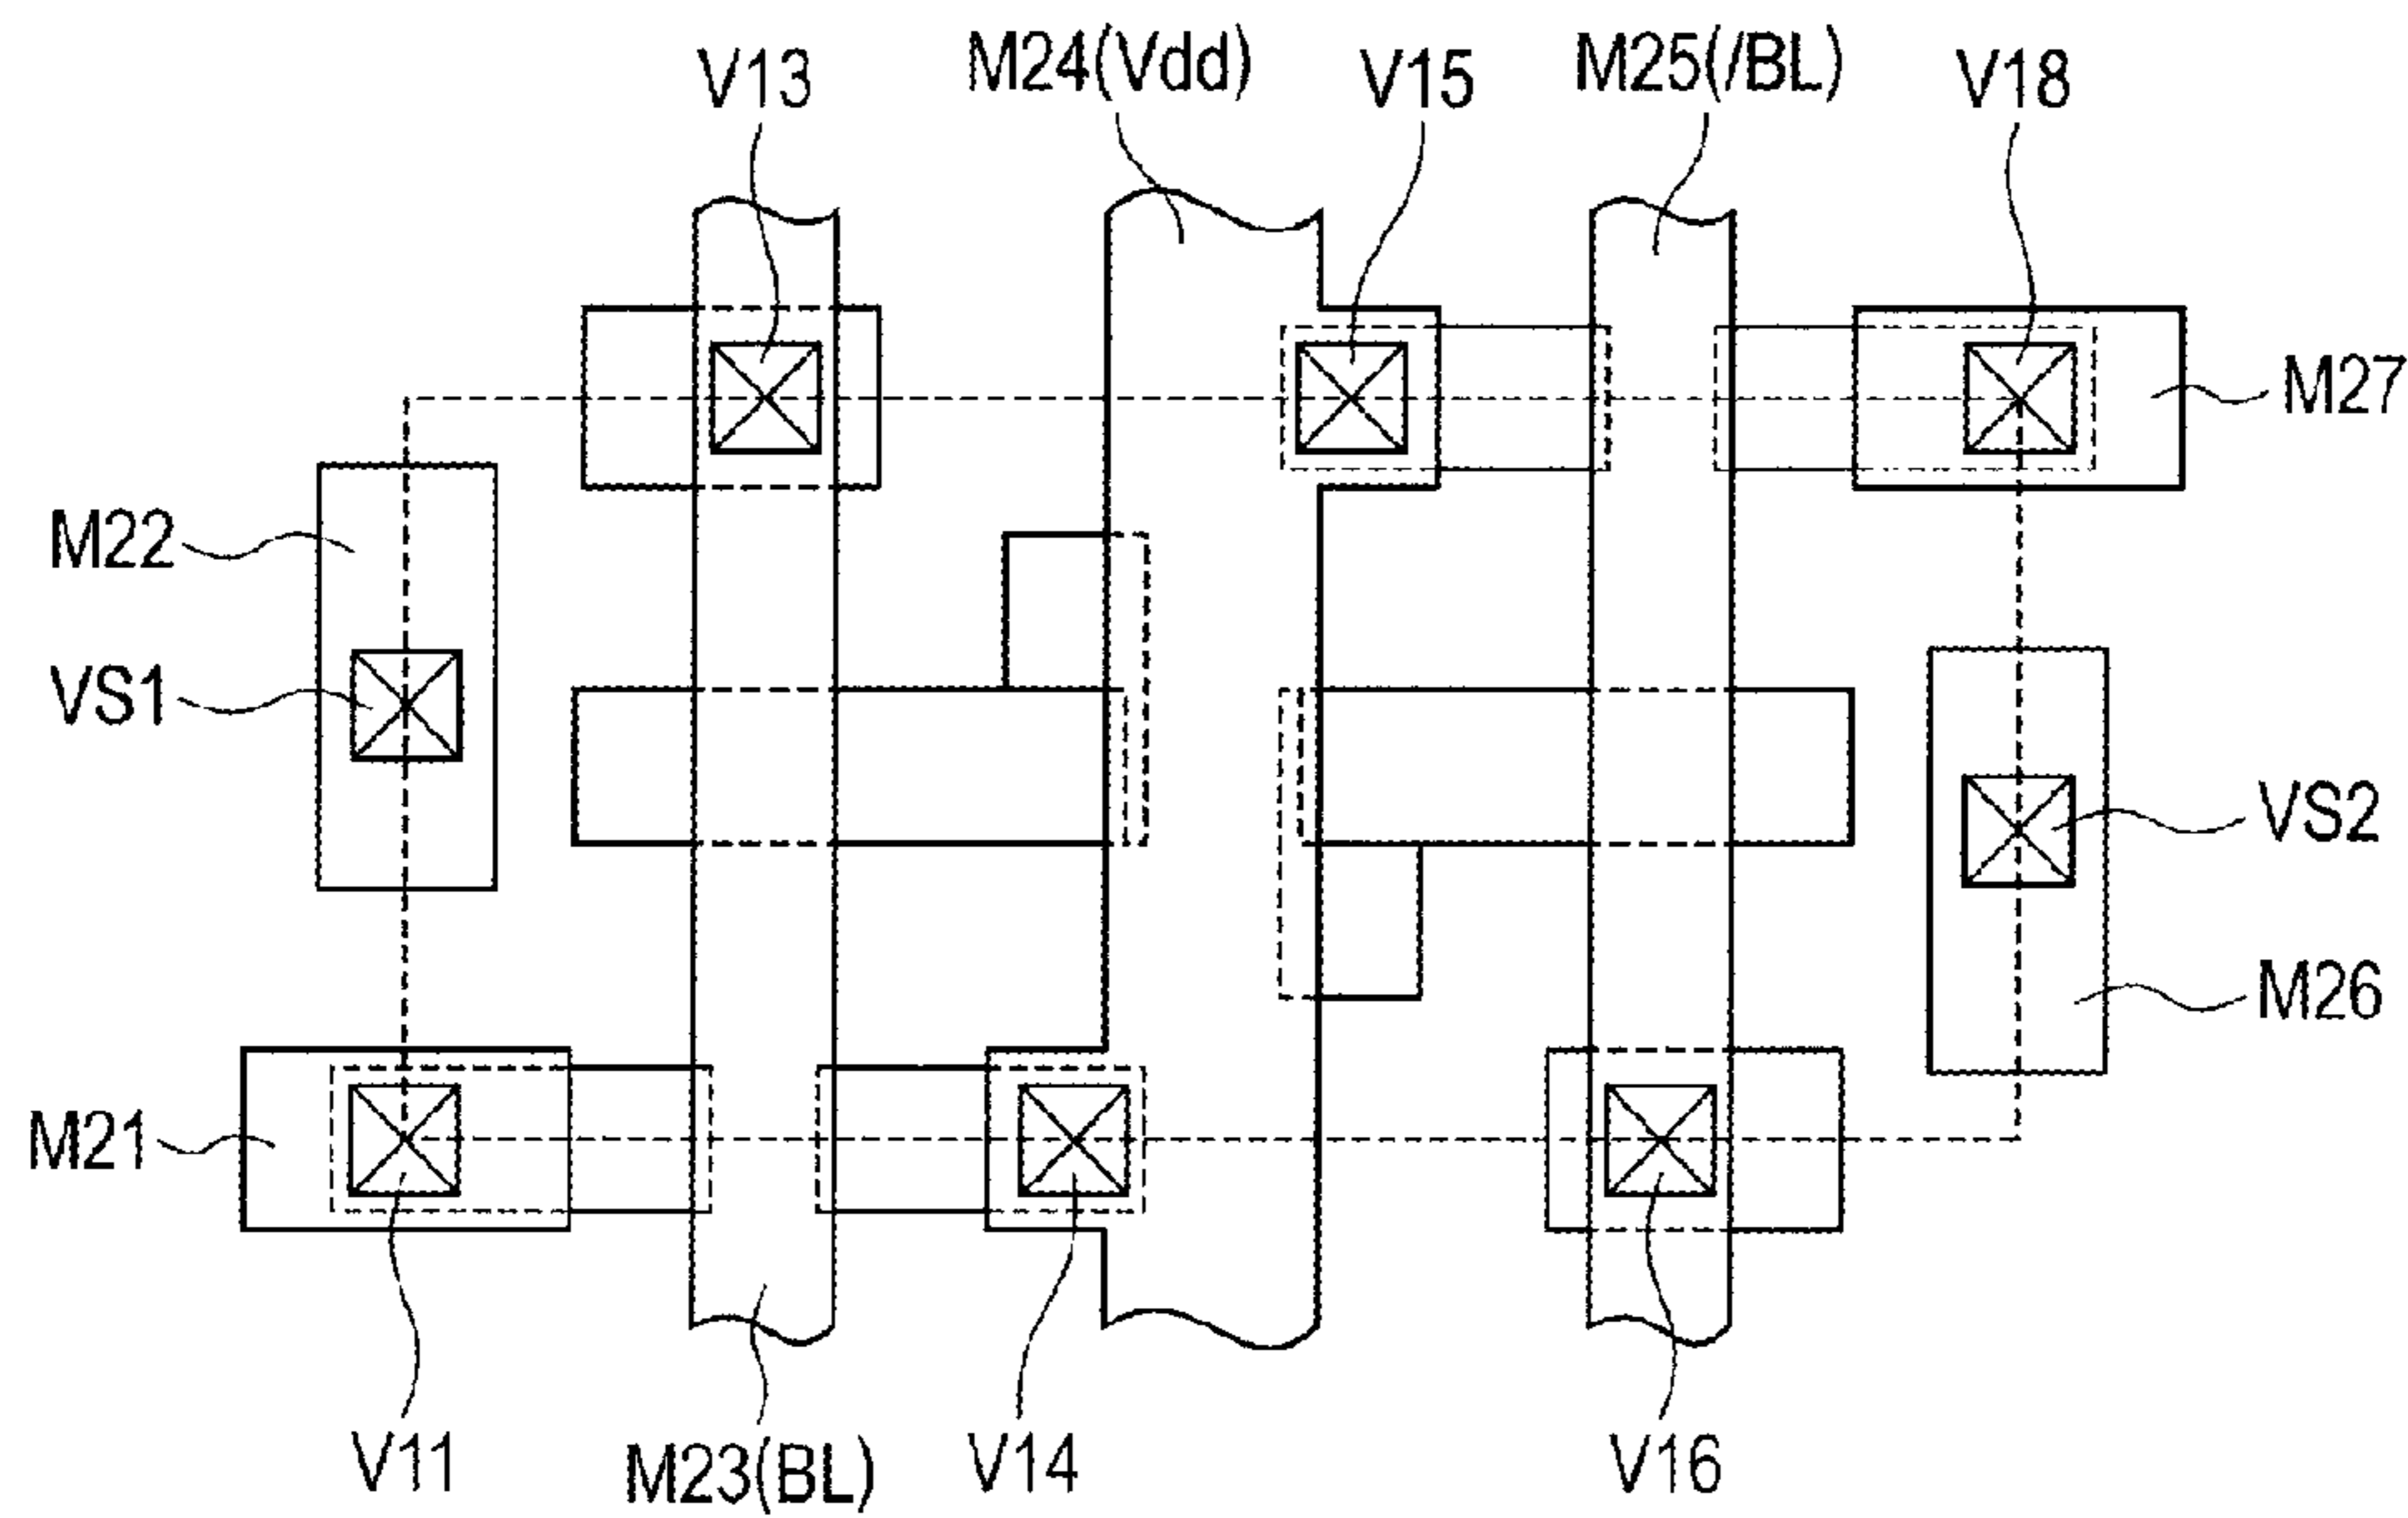 V13
M24(Vdd)
V15
M25(/BL)
V18
M27
M22
VS1
VS2
M26
M21
V11
M23(BL)
V14
V16